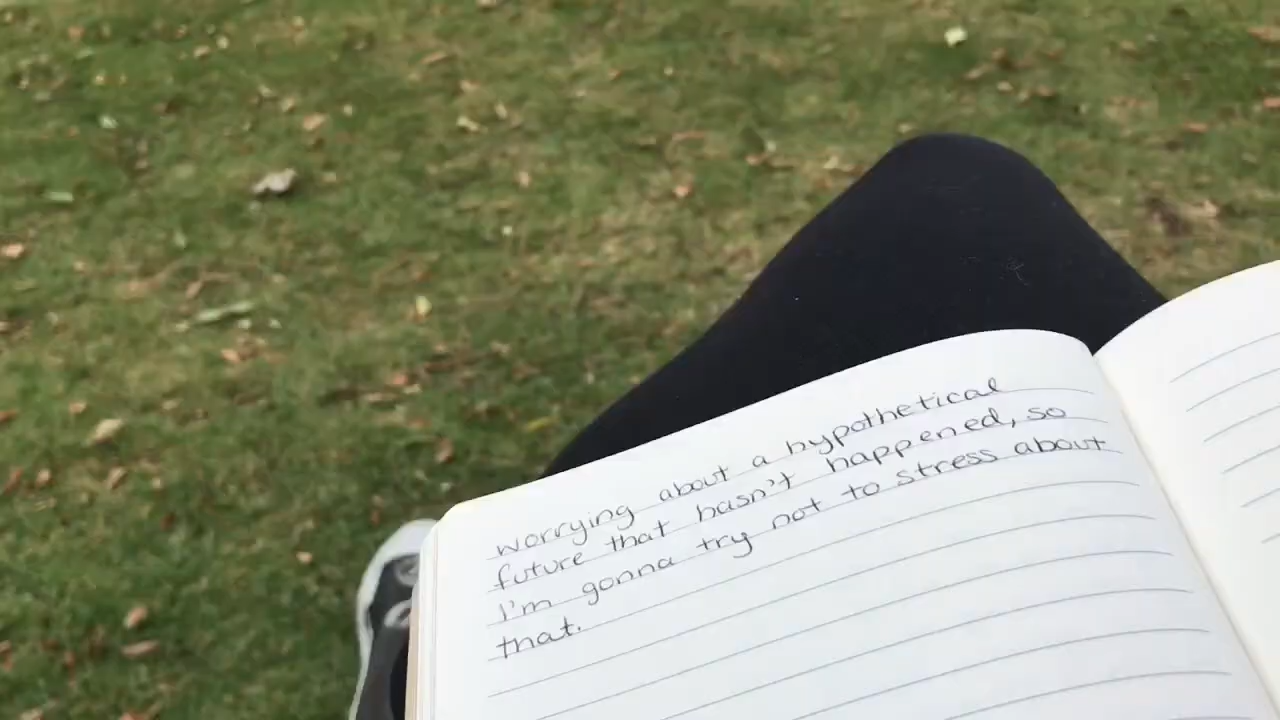 worrying about a hypothetical
future that hasn't happened, so
I'm gonna try not to stress about
that.